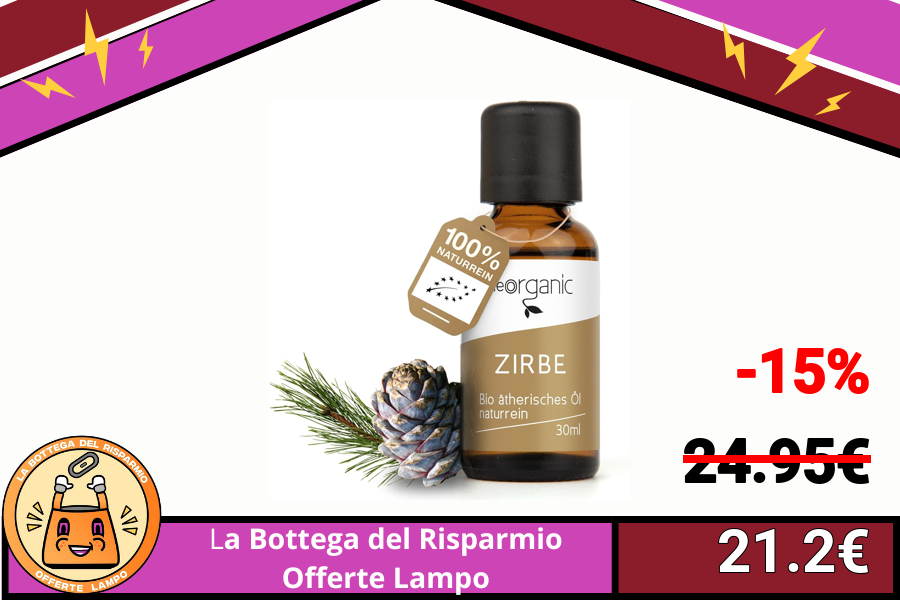 100%
NATURREIN
ZIRBE
Bio ätherisches Öl
naturrein
30ml
-15%
24.95€
21.2€
LA BOTTEGA DEL RISPARMIO
OFFERTE LAMPO
La Bottega del Risparmio
Offerte Lampo